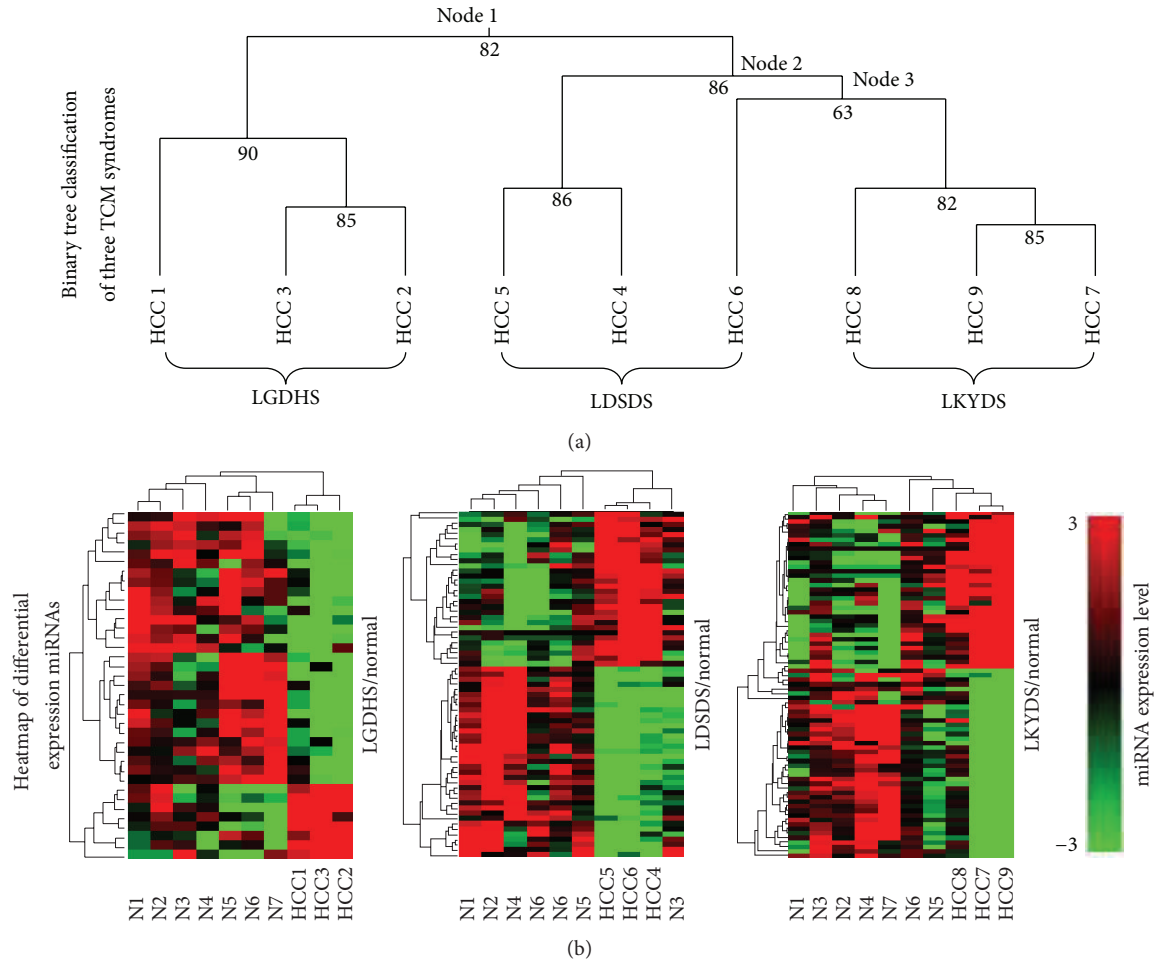 Node 1
82
Node 2
86
Node 3
63
90
85
86
82
85
Binary tree classification
of three TCM syndromes
HCC 1
HCC 3
HCC 2
HCC 5
HCC 4
HCC 6
HCC 8
HCC 9
HCC 7
LGDHS
LDSDS
LKYDS
(a)
Heatmap of differential
expression miRNAs
LGDHS/normal
LDSDS/normal
LKYDS/normal
3
−3
miRNA expression level
N1
N2
N3
N4
N5
N6
N7
HCC1
HCC3
HCC2
N1
N2
N4
N6
N6
N5
HCC5
HCC6
HCC4
N3
N1
N3
N2
N4
N7
N6
N5
HCC8
HCC7
HCC9
(b)